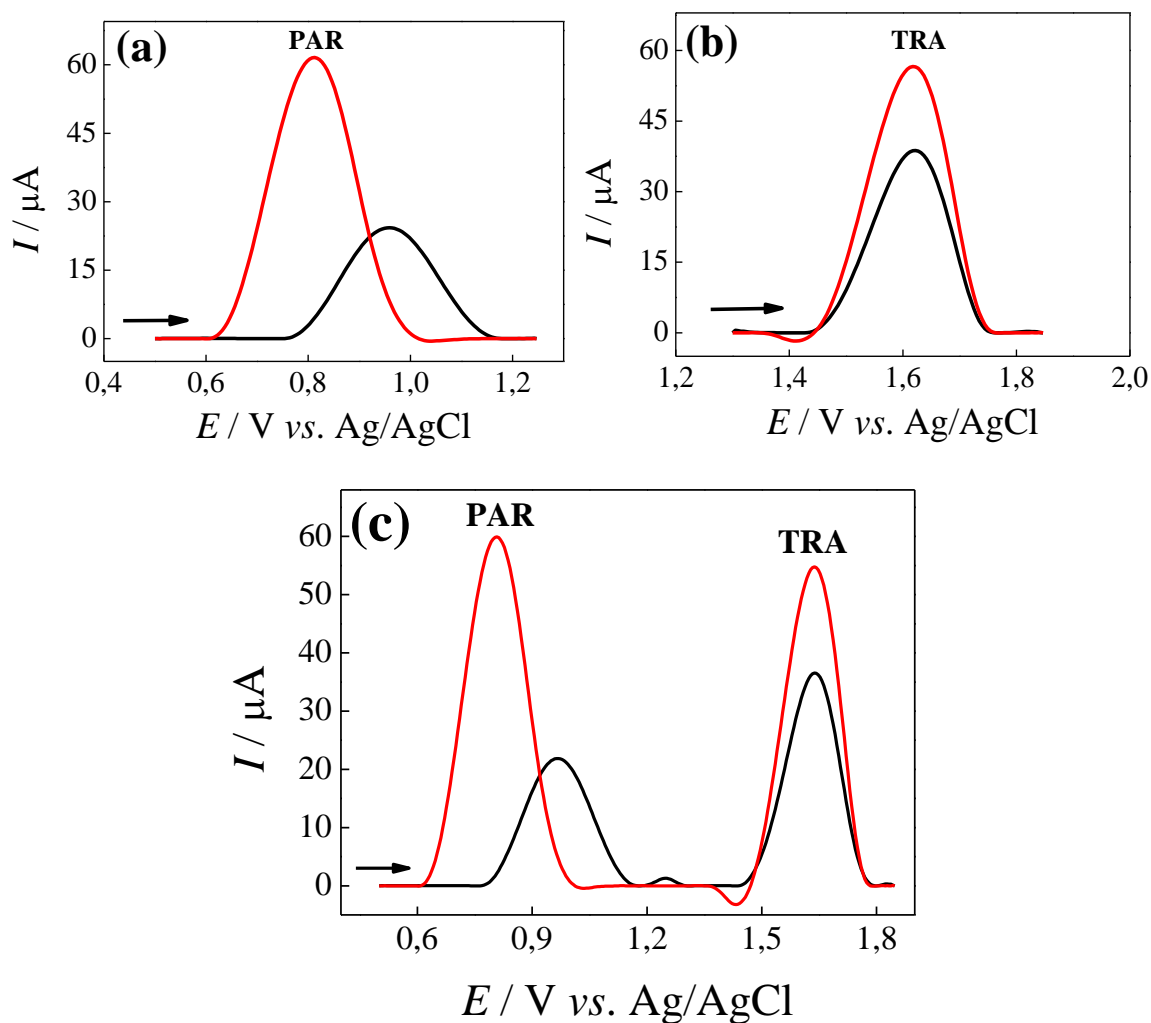 (a)
PAR
60
45
30
15
0
I / μA
0,4 0,6 0,8 1,0 1,2
E / V vs. Ag/AgCl
(b)
TRA
60
45
30
15
0
I / μA
1,2 1,4 1,6 1,8 2,0
E / V vs. Ag/AgCl
(c)
PAR
TRA
60
50
40
30
20
10
0
I / μA
0,6 0,9 1,2 1,5 1,8
E / V vs. Ag/AgCl